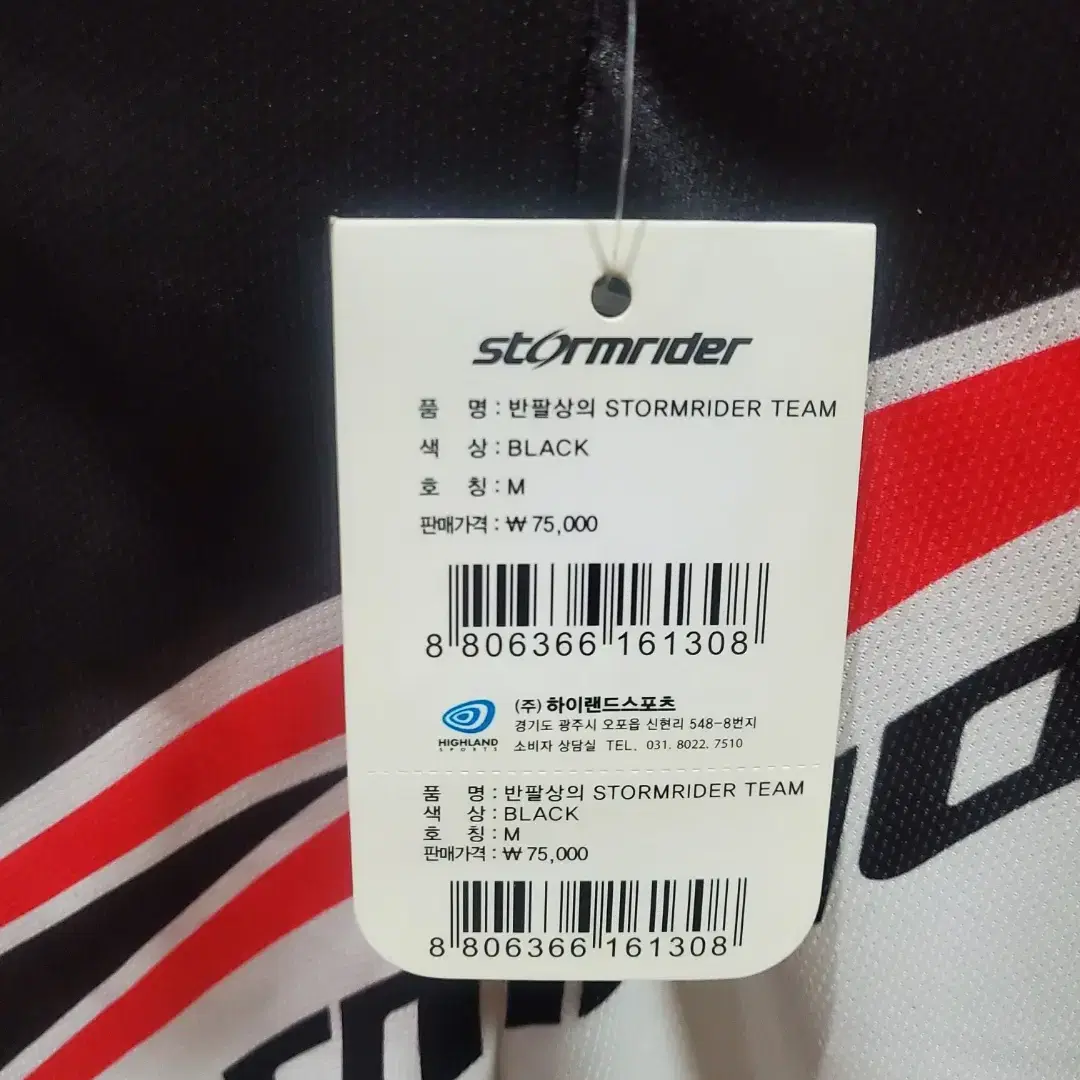 stormrider
품 명 : 반팔상의 STORMRIDER TEAM
색 상 : BLACK
호 칭 : M
판매가격 : ₩ 75,000
8 806366 161308
(주) 하이랜드스포츠
경기도 광주시 오포읍 신현리 548-8번지
HIGHLAND
SPORTS
소비자 상담실 TEL. 031. 8022. 7510
품 명 : 반팔상의 STORMRIDER TEAM
색 상 : BLACK
호 칭 : M
판매가격 : ₩ 75,000
8 806366 161308